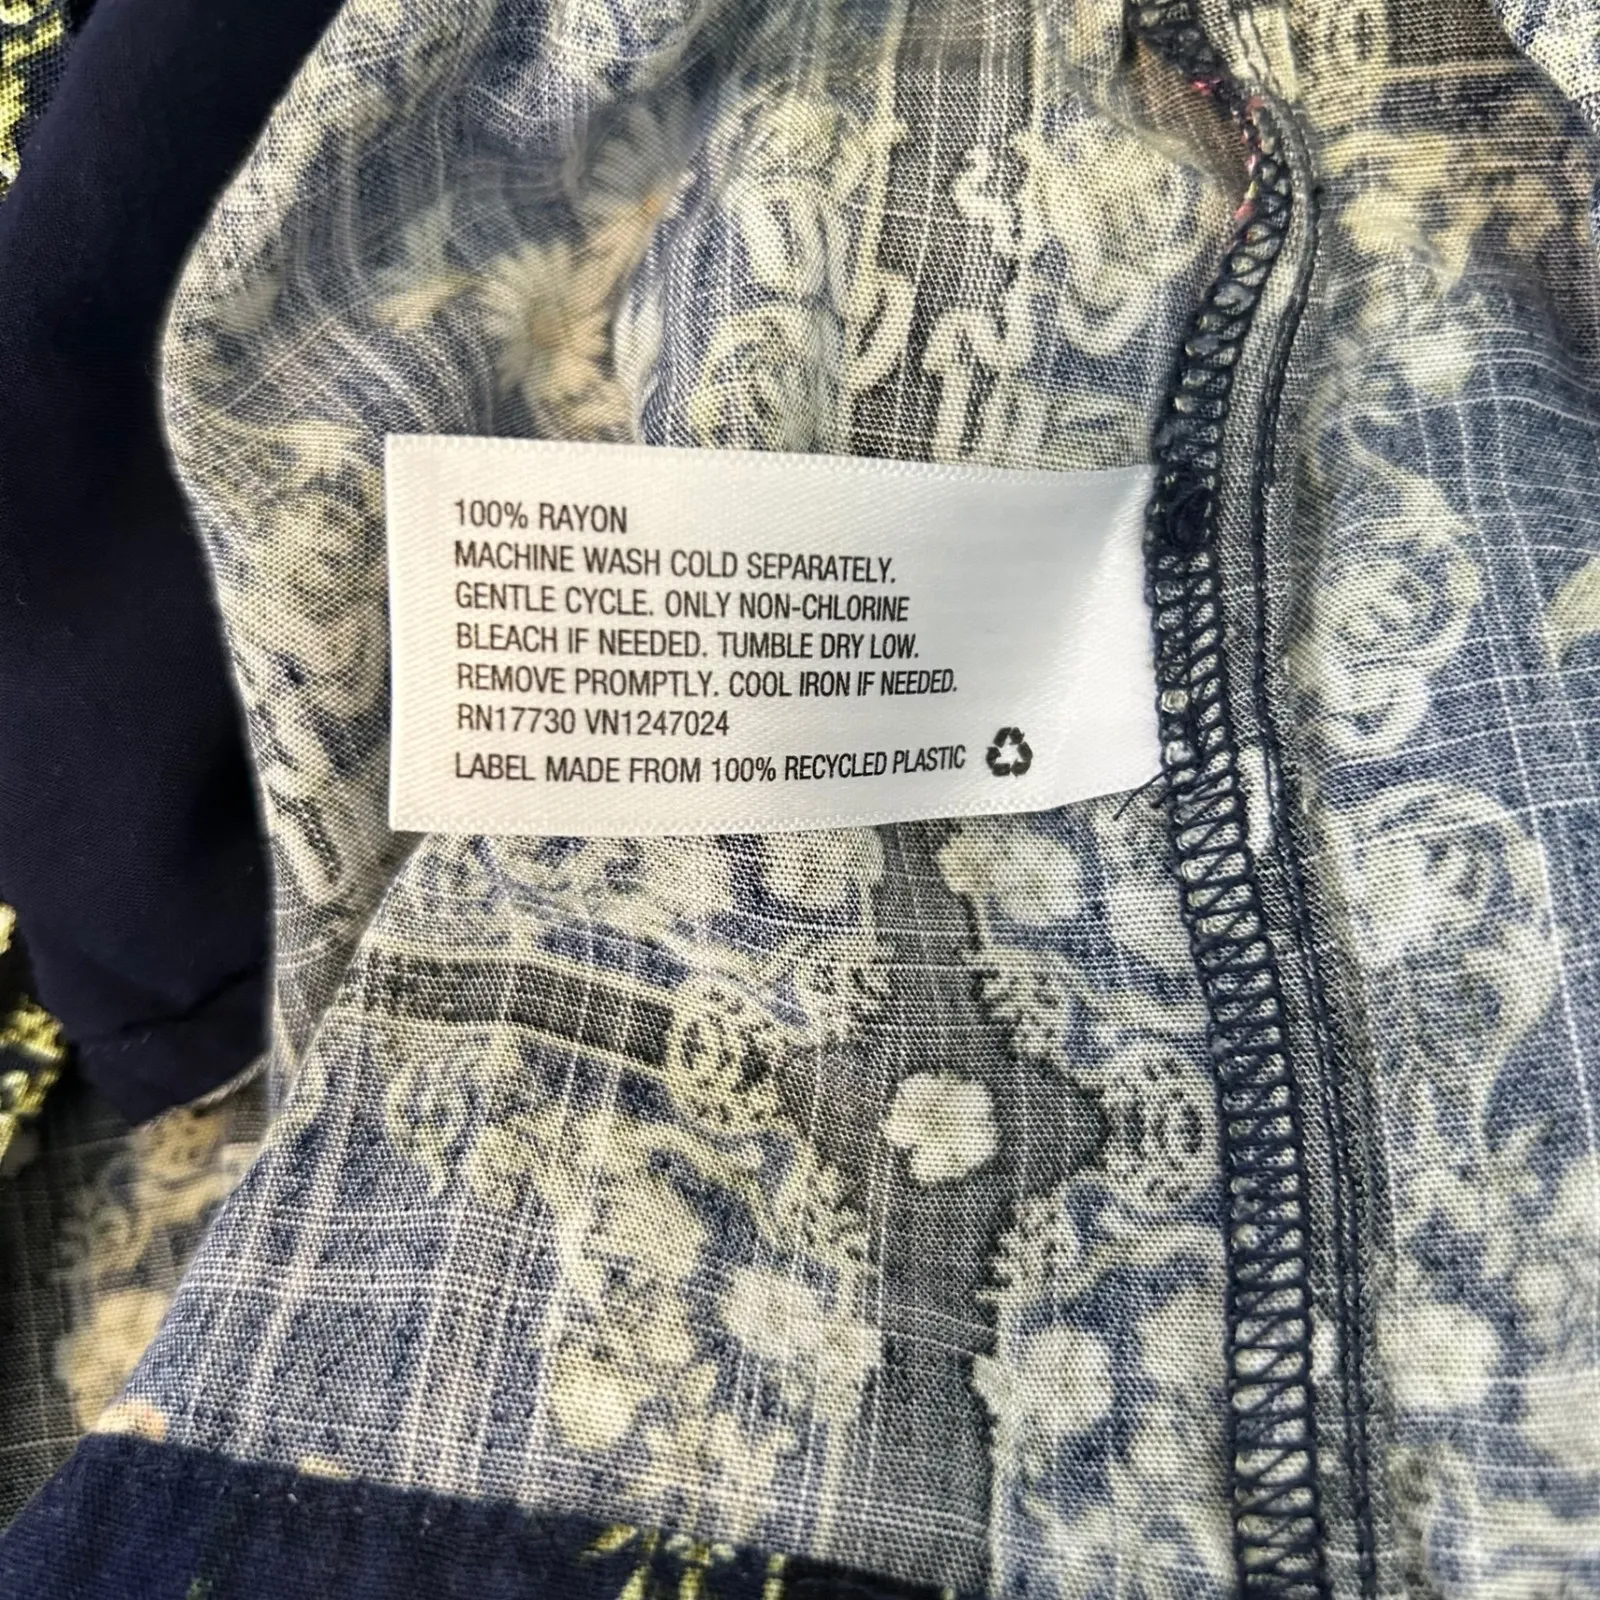 100% RAYON
MACHINE WASH COLD SEPARATELY.
GENTLE CYCLE. ONLY NON-CHLORINE
BLEACH IF NEEDED. TUMBLE DRY LOW.
REMOVE PROMPTLY. COOL IRON IF NEEDED.
RN17730 VN1247024
LABEL MADE FROM 100% RECYCLED PLASTIC